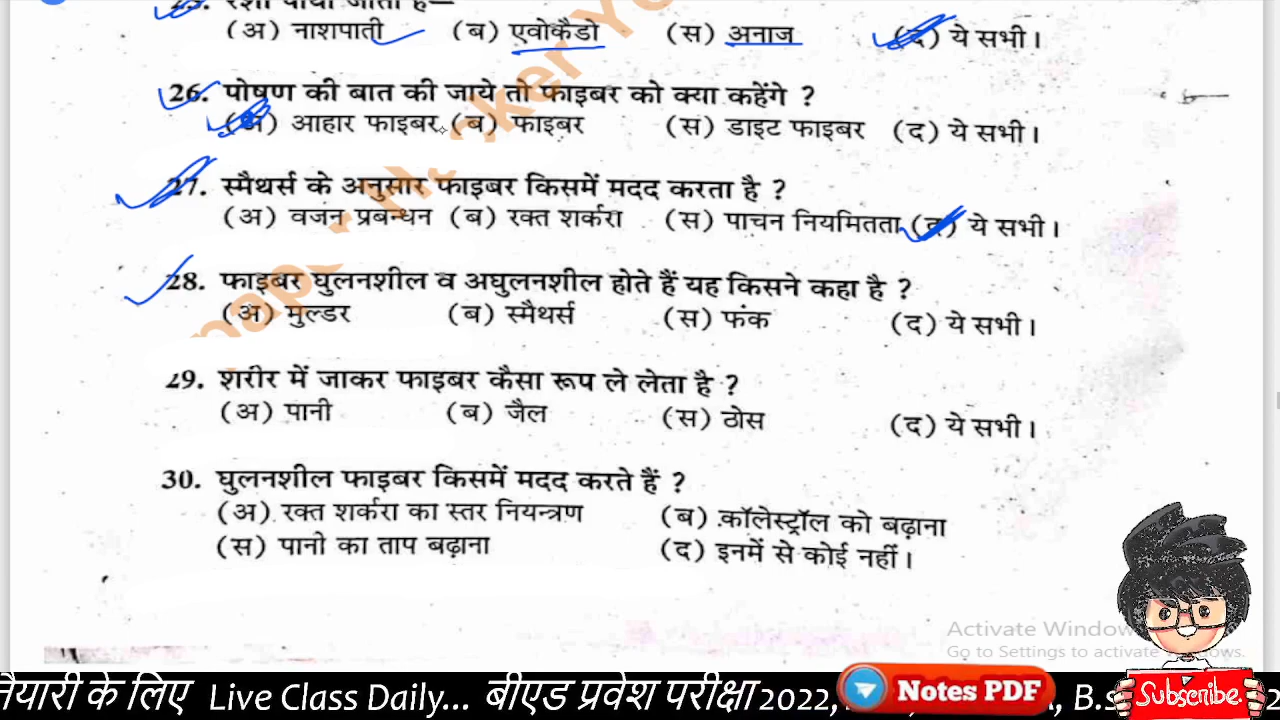 25. रेशा पाया जाता है—
(अ) नाशपाती (ब) एवोकैडो (स) अनाज (द) ये सभी।
26. पोषण की बात की जाये तो फाइबर को क्या कहेंगे ?
(अ) आहार फाइबर (ब) फाइबर (स) डाइट फाइबर (द) ये सभी।
27. स्मैथर्स के अनुसार फाइबर किसमें मदद करता है ?
(अ) वजन प्रबन्धन (ब) रक्त शर्करा (स) पाचन नियमितता (द) ये सभी।
28. फाइबर घुलनशील व अघुलनशील होते हैं यह किसने कहा है ?
(अ) मुल्डर (ब) स्मैथर्स (स) फंक (द) ये सभी।
29. शरीर में जाकर फाइबर कैसा रूप ले लेता है ?
(अ) पानी (ब) जैल (स) ठोस (द) ये सभी।
30. घुलनशील फाइबर किसमें मदद करते हैं ?
(अ) रक्त शर्करा का स्तर नियन्त्रण (ब) कॉलेस्ट्रॉल को बढ़ाना
(स) पानी का ताप बढ़ाना (द) इनमें से कोई नहीं।
Activate Windows
Go to Settings to activate Windows.
तैयारी के लिए Live Class Daily... बीएड प्रवेश परीक्षा 2022, Notes PDF B.s Subscribe